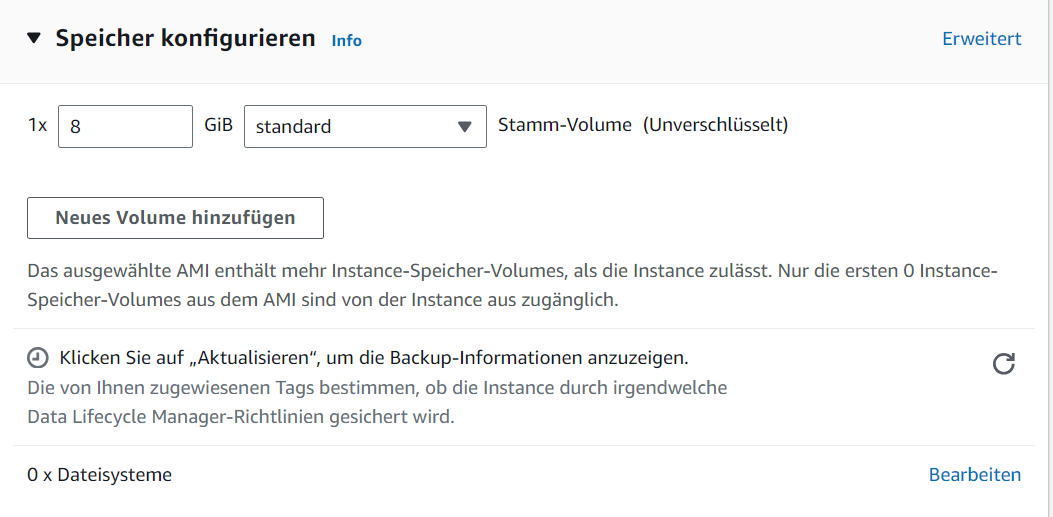 Speicher konfigurieren Info Erweitert
1x 8 GiB standard Stamm-Volume (Unverschlüsselt)
Neues Volume hinzufügen
Das ausgewählte AMI enthält mehr Instance-Speicher-Volumes, als die Instance zulässt. Nur die ersten 0 Instance-
Speicher-Volumes aus dem AMI sind von der Instance aus zugänglich.
Klicken Sie auf „Aktualisieren“, um die Backup-Informationen anzuzeigen.
Die von Ihnen zugewiesenen Tags bestimmen, ob die Instance durch irgendwelche
Data Lifecycle Manager-Richtlinien gesichert wird.
0 x Dateisysteme Bearbeiten